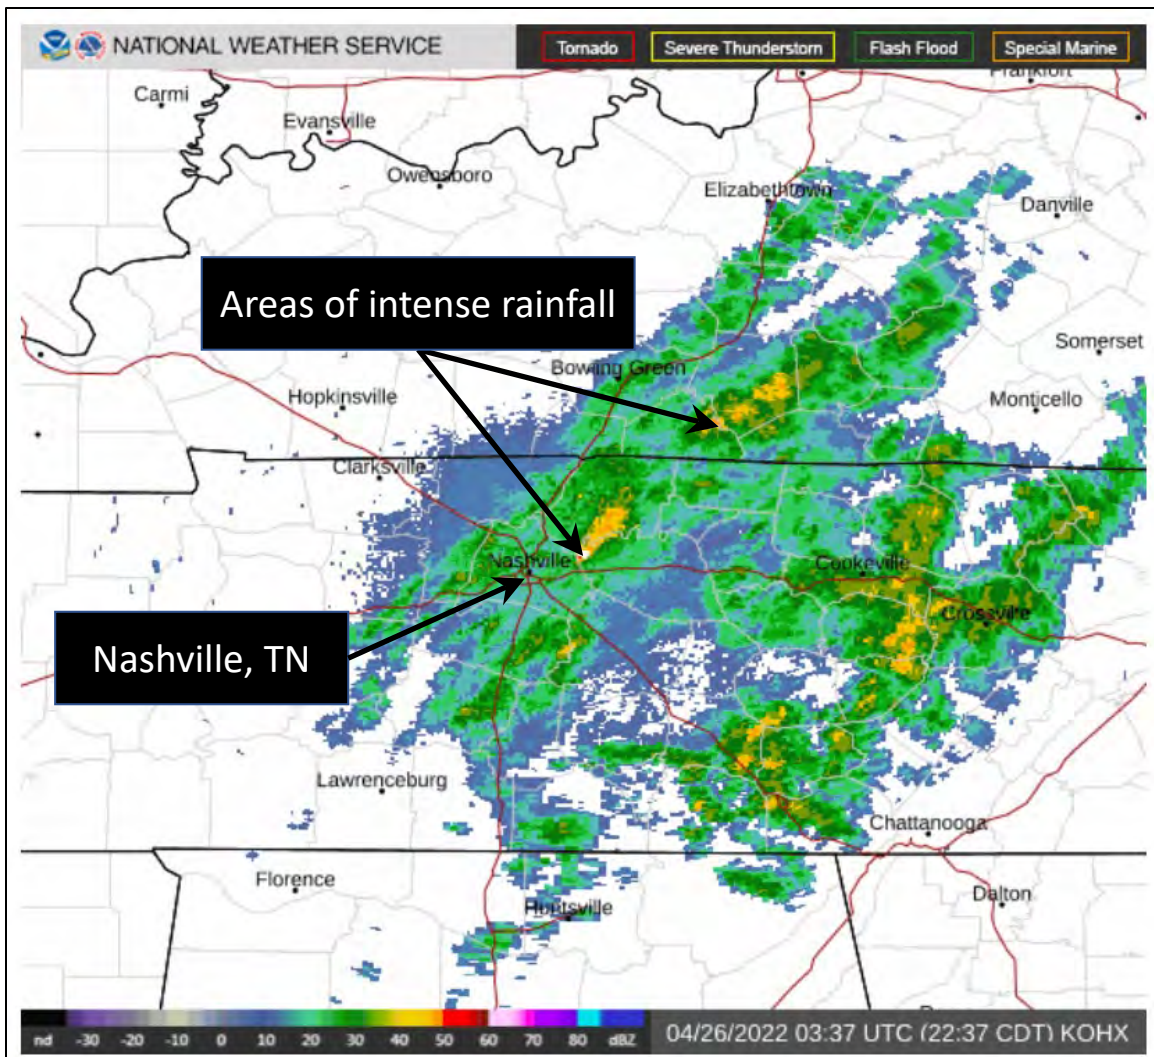 NATIONAL WEATHER SERVICE
Tornado
Severe Thunderstorn
Flash Flood
Special Marine
Frankfort
Carmi
Evansville
Owensboro
Elizabethtown
Danville
Areas of intense rainfall
Somerset
Bowling Green
Hopkinsville
Monticello
Clarksville
Nashville
Cookeville
Crossville
Nashville, TN
Lawrenceburg
Chattanooga
Florence
Dalton
Huntsville
nd -30 -20 -10 0 10 20 30 40 50 60 70 80 dBZ
04/26/2022 03:37 UTC (22:37 CDT) KOHX